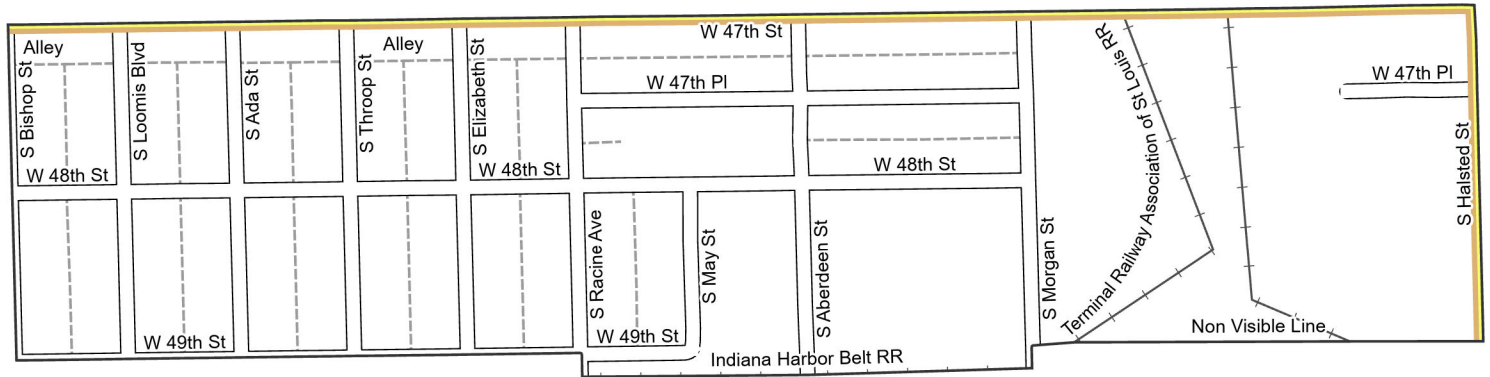 W 47th St
Alley
Alley
S Bishop St
S Loomis Blvd
S Ada St
S Throop St
S Elizabeth St
W 47th Pl
W 47th Pl
W 48th St
W 48th St
W 48th St
S Racine Ave
S May St
S Aberdeen St
S Morgan St
Terminal Railway Association of St Louis RR
S Halsted St
W 49th St
W 49th St
Non Visible Line
Indiana Harbor Belt RR